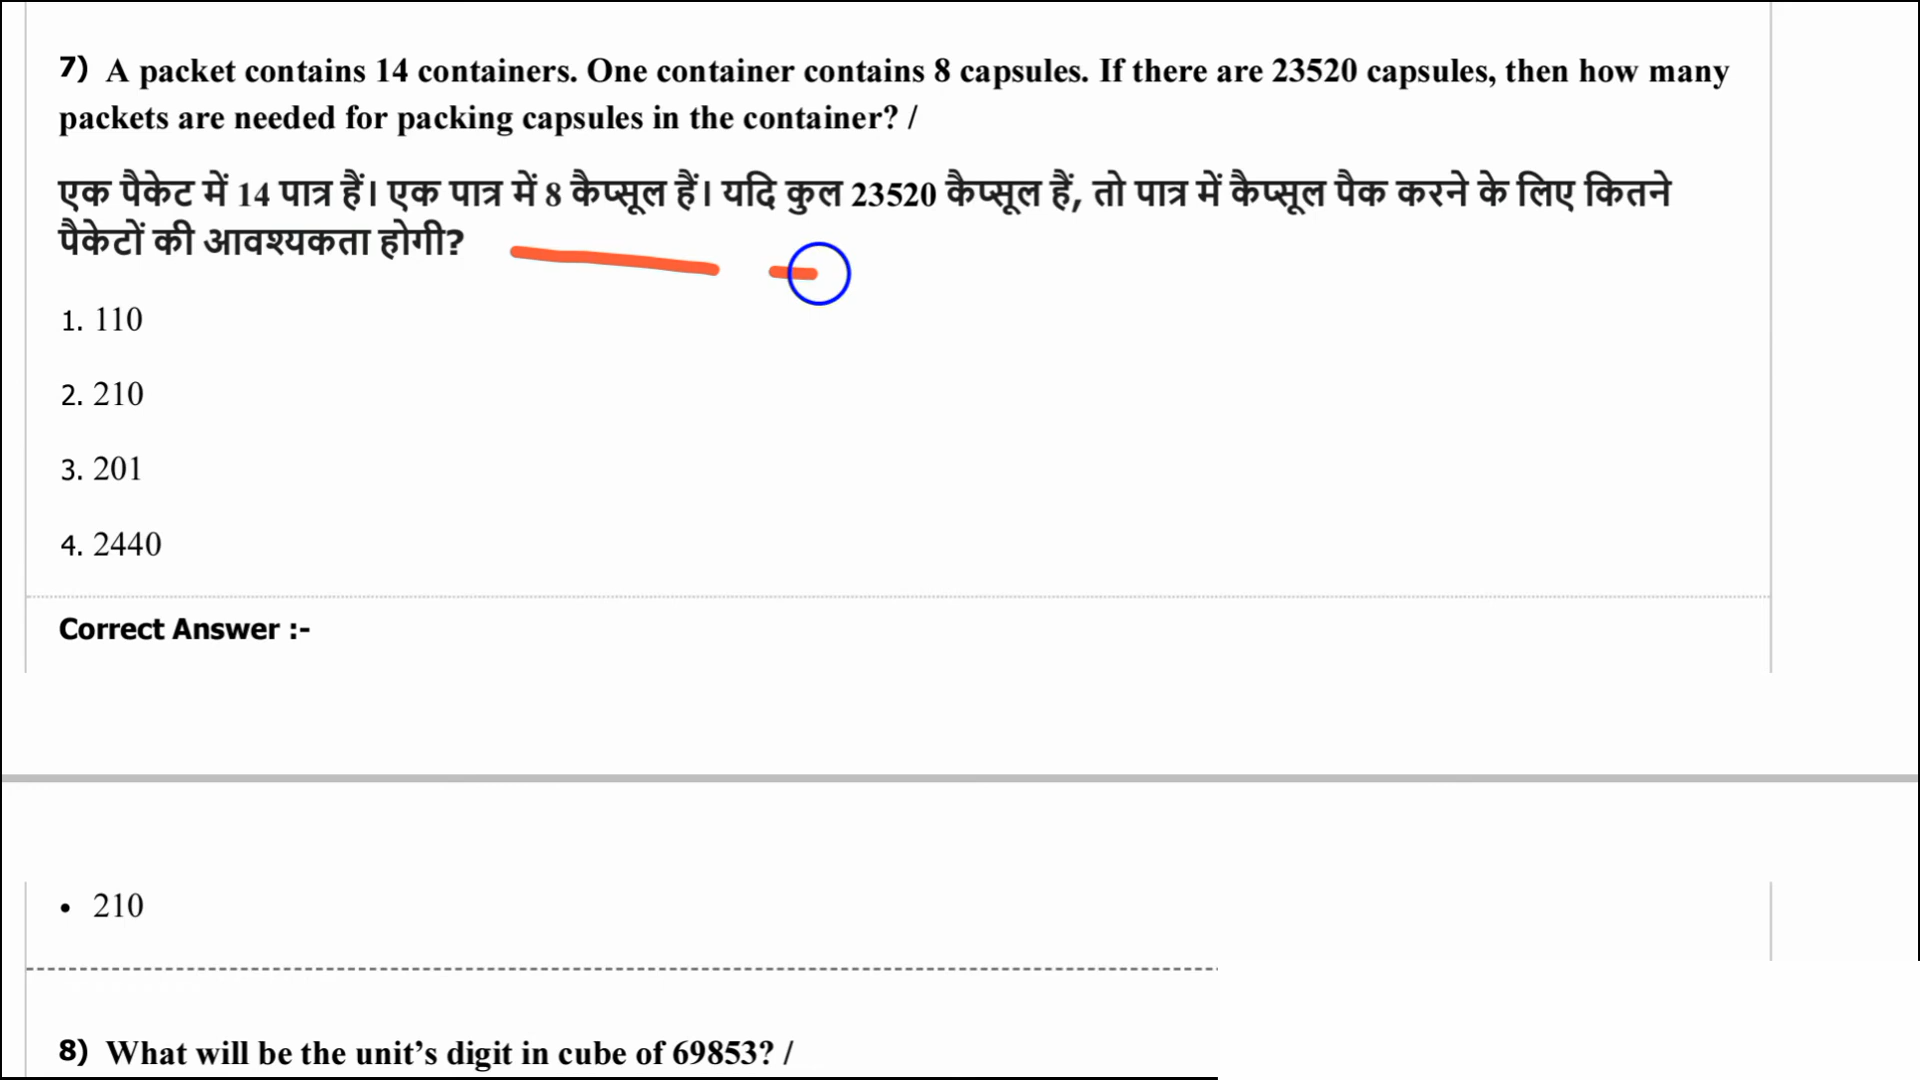 7) A packet contains 14 containers. One container contains 8 capsules. If there are 23520 capsules, then how many
packets are needed for packing capsules in the container? /
एक पैकेट में 14 पात्र हैं। एक पात्र में 8 कैप्सूल हैं। यदि कुल 23520 कैप्सूल हैं, तो पात्र में कैप्सूल पैक करने के लिए कितने
पैकेटों की आवश्यकता होगी?
1. 110
2. 210
3. 201
4. 2440
Correct Answer :-
• 210
8) What will be the unit’s digit in cube of 69853? /